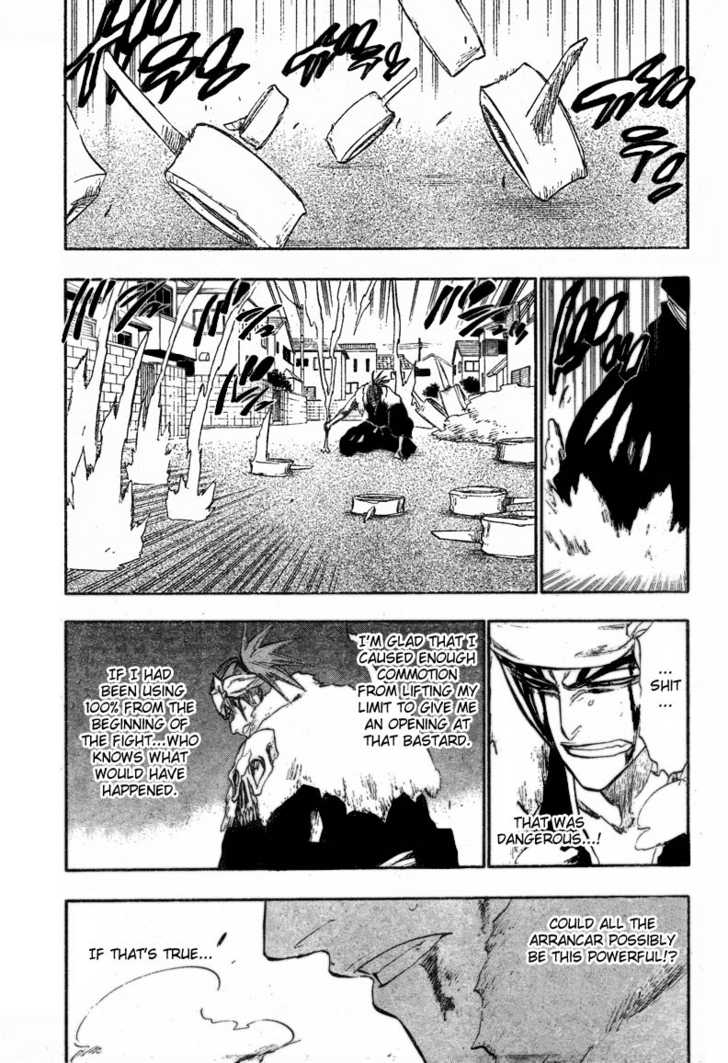 ...
SHIT
...
THAT WAS
DANGEROUS...!
I'M GLAD THAT I
CAUSED ENOUGH
COMMOTION
FROM LIFTING MY
LIMIT TO GIVE ME
AN OPENING AT
THAT BASTARD.
IF I HAD
BEEN USING
100% FROM THE
BEGINNING OF
THE FIGHT...WHO
KNOWS WHAT
WOULD HAVE
HAPPENED.
COULD ALL THE
ARRANCAR POSSIBLY
BE THIS POWERFUL!?
IF THAT'S TRUE...